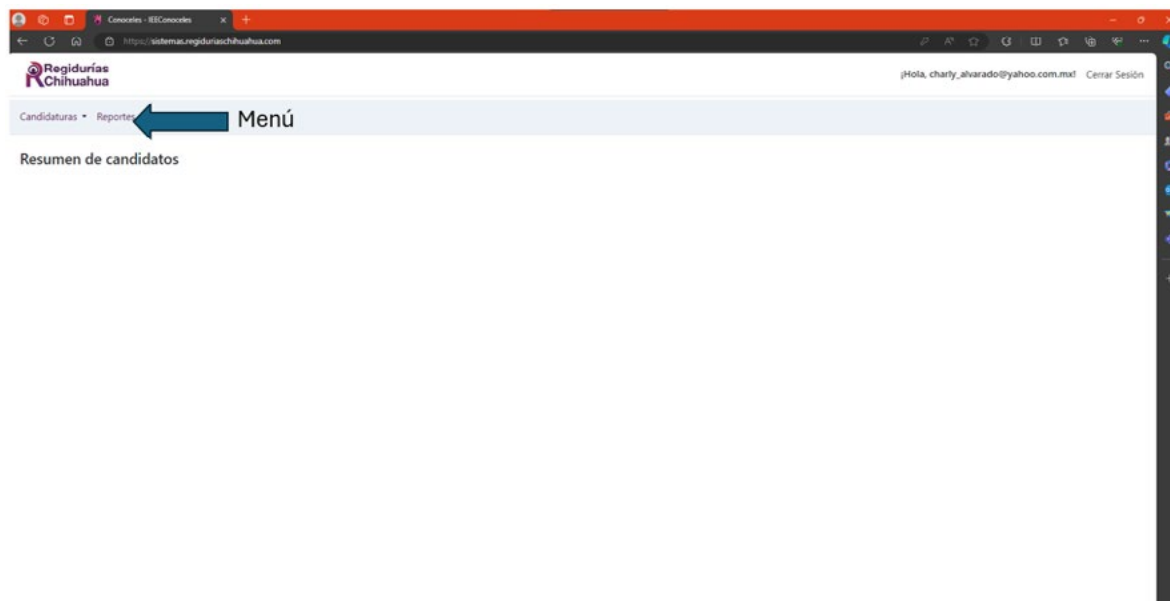 Conoceles - IEEConoceles
https://sistemas.regiduriaschihuahua.com
Regidurías
Chihuahua
¡Hola, charly_alvarado@yahoo.com.mx! Cerrar Sesión
Candidaturas Reportes Menú
Resumen de candidatos